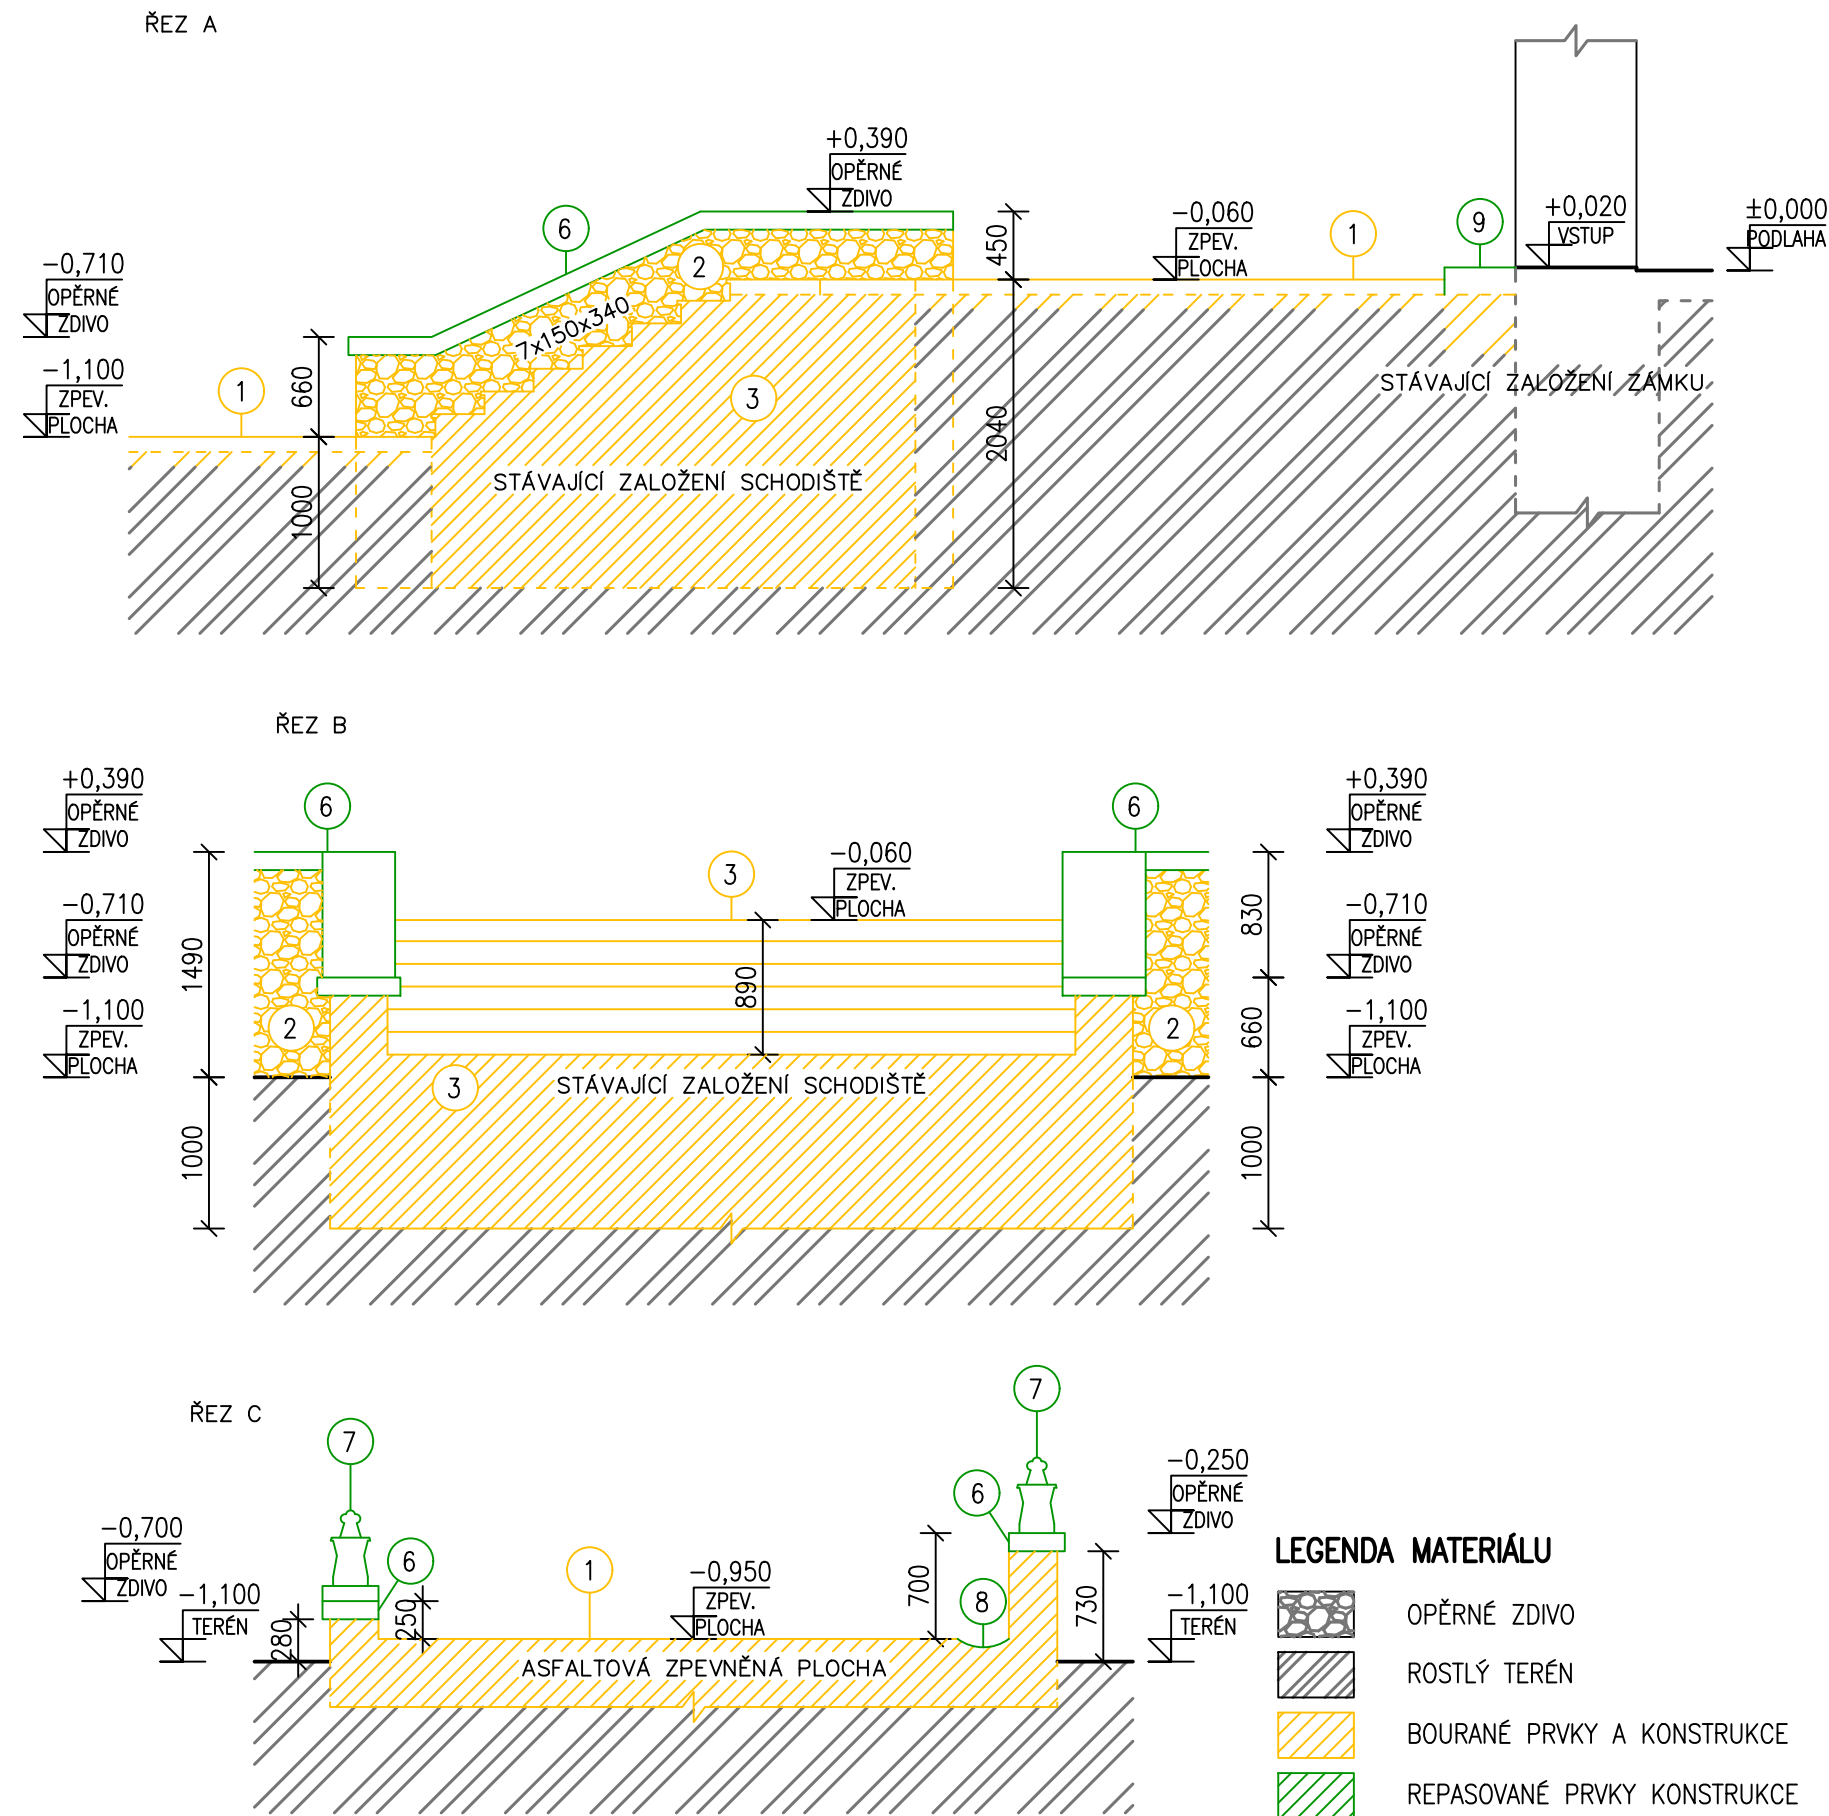 ŘEZ A
+0,390
OPĚRNÉ
ZDIVO
6
2
450
-0,060
ZPEV.
PLOCHA
1
9
+0,020
VSTUP
±0,000
PODLAHA
-0,710
OPĚRNÉ
ZDIVO
-1,100
ZPEV.
PLOCHA
1
660
7x150x340
3
2040
STÁVAJÍCÍ ZALOŽENÍ ZÁMKU
STÁVAJÍCÍ ZALOŽENÍ SCHODIŠTĚ
1000
ŘEZ B
+0,390
OPĚRNÉ
ZDIVO
-0,710
OPĚRNÉ
ZDIVO
-1,100
ZPEV.
PLOCHA
1490
1000
6
2
3
-0,060
ZPEV.
PLOCHA
890
3
STÁVAJÍCÍ ZALOŽENÍ SCHODIŠTĚ
6
2
830
660
1000
+0,390
OPĚRNÉ
ZDIVO
-0,710
OPĚRNÉ
ZDIVO
-1,100
ZPEV.
PLOCHA
ŘEZ C
7
6
-0,700
OPĚRNÉ
ZDIVO
-1,100
TERÉN
280
250
1
-0,950
ZPEV.
PLOCHA
ASFALTOVÁ ZPEVNĚNÁ PLOCHA
7
6
8
700
730
-0,250
OPĚRNÉ
ZDIVO
-1,100
TERÉN
LEGENDA MATERIÁLU
OPĚRNÉ ZDIVO
ROSTLÝ TERÉN
BOURANÉ PRVKY A KONSTRUKCE
REPASOVANÉ PRVKY KONSTRUKCE